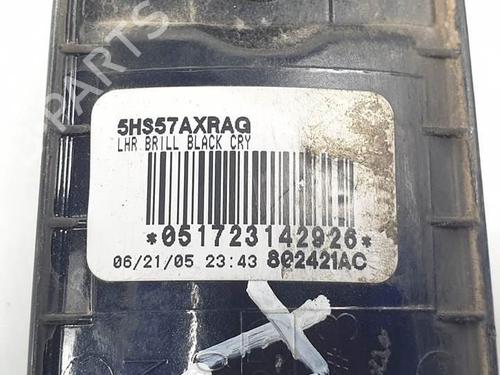 5HS57AXRAG
LHR BRILL BLACK CRY
*051723142926*
06/21/05 23:43 802421AC
B-PARTS